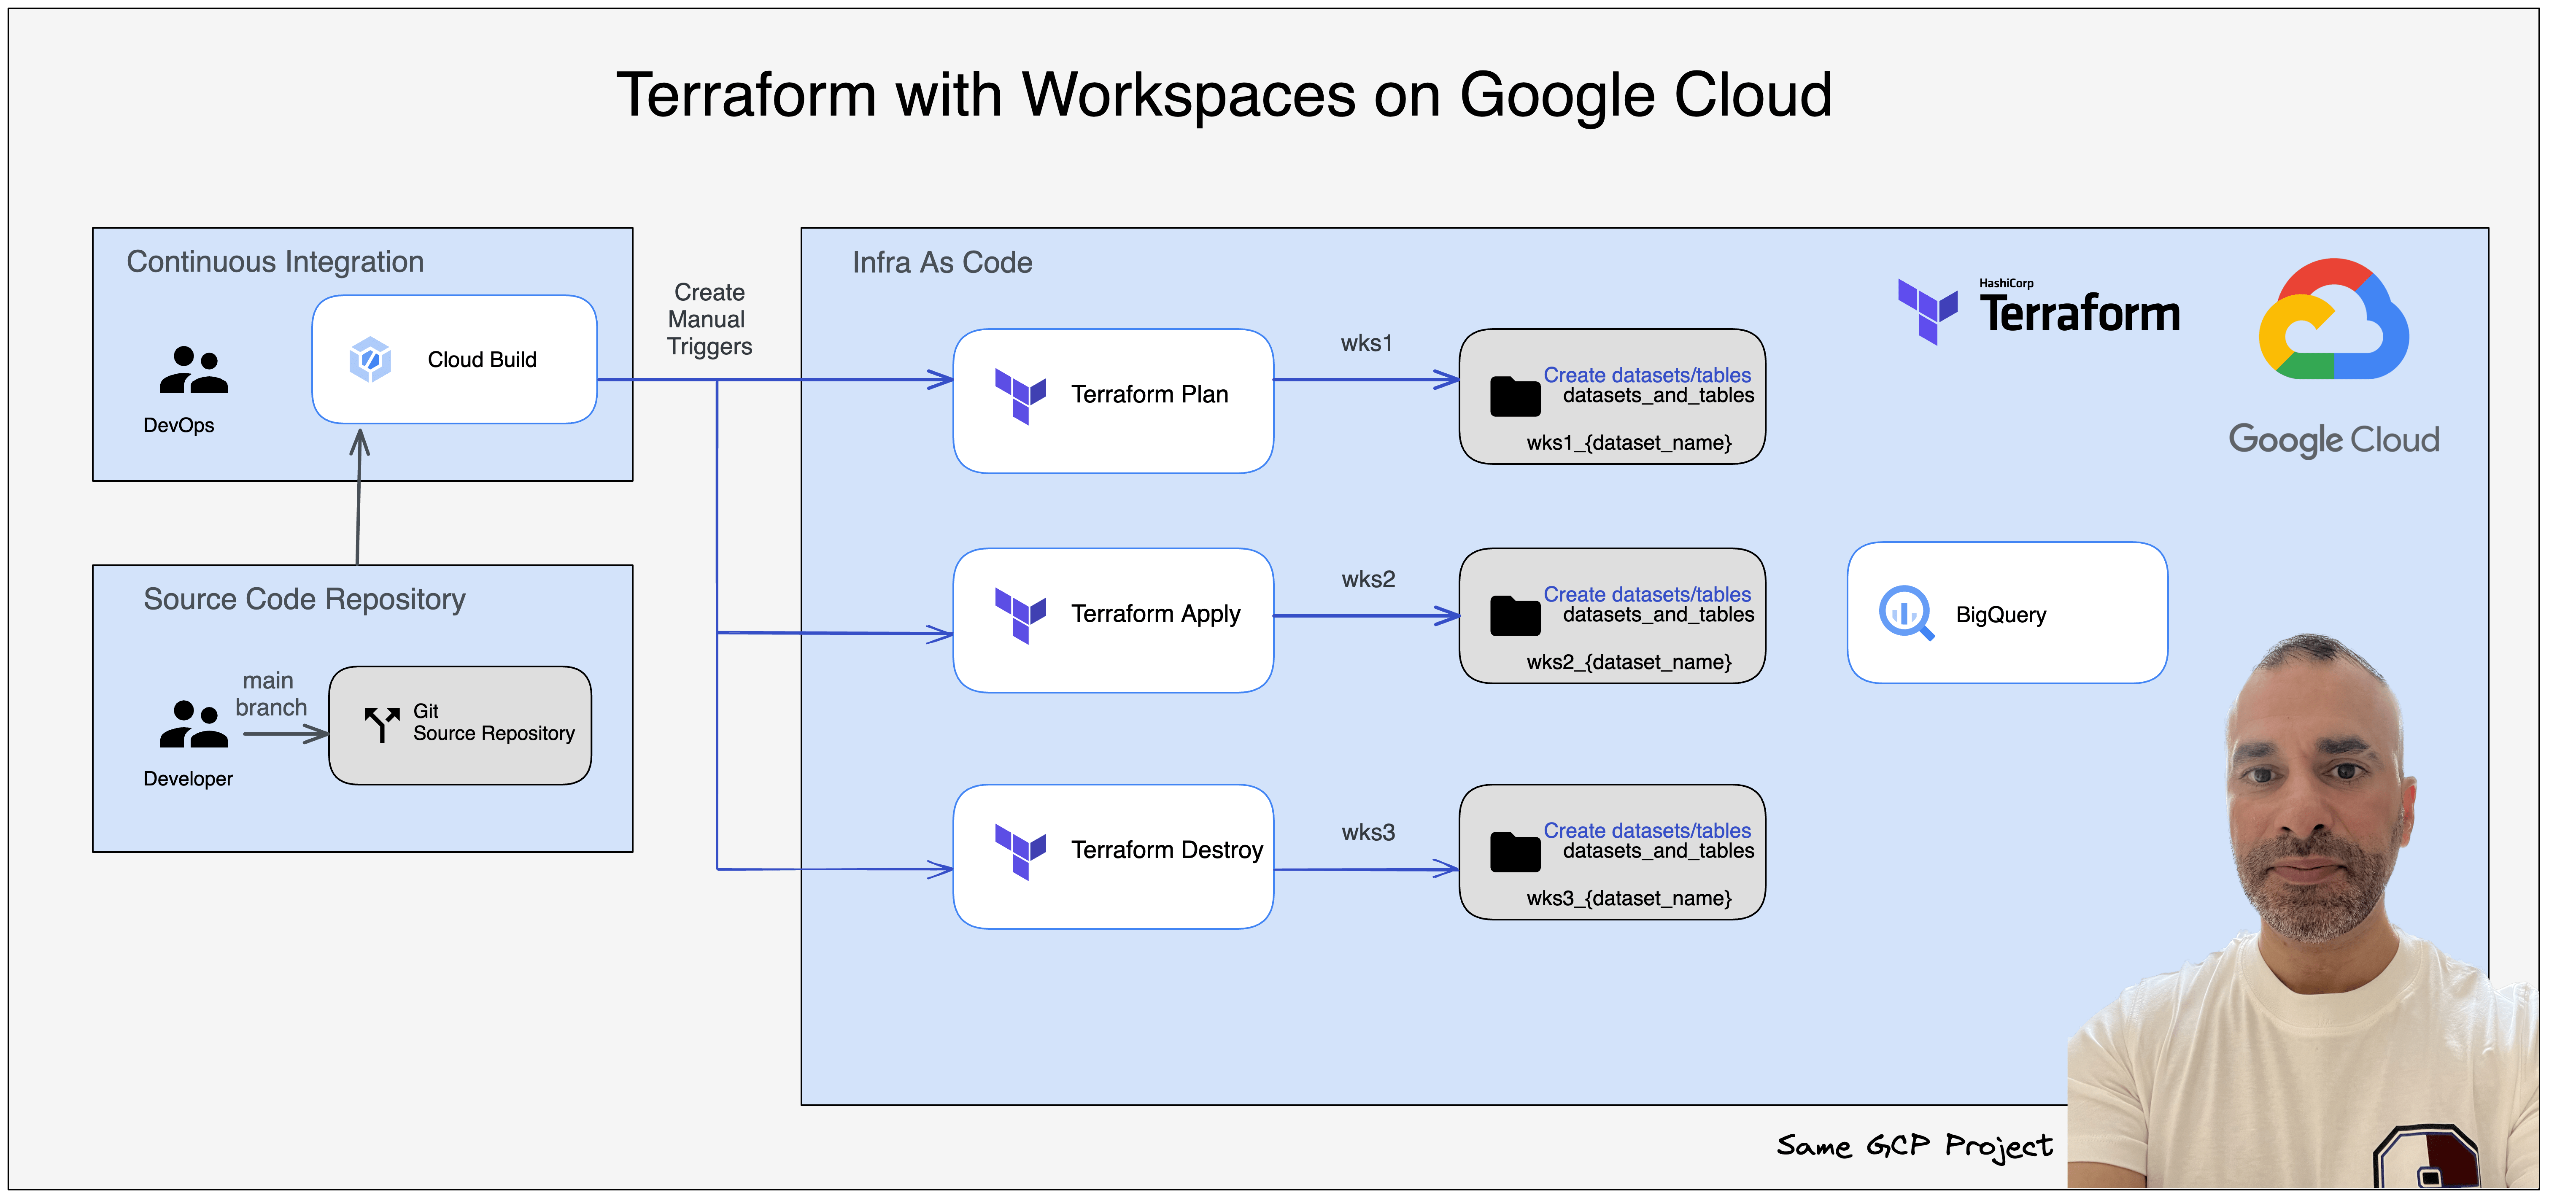 Terraform with Workspaces on Google Cloud
Continuous Integration
Cloud Build
DevOps
Create
Manual
Triggers
Source Code Repository
main
branch
Developer
Git
Source Repository
Infra As Code
Terraform Plan
wks1
Create datasets/tables
datasets_and_tables
wks1_{dataset_name}
Terraform Apply
wks2
Create datasets/tables
datasets_and_tables
wks2_{dataset_name}
Terraform Destroy
wks3
Create datasets/tables
datasets_and_tables
wks3_{dataset_name}
HashiCorp
Terraform
Google Cloud
BigQuery
Same GCP Project